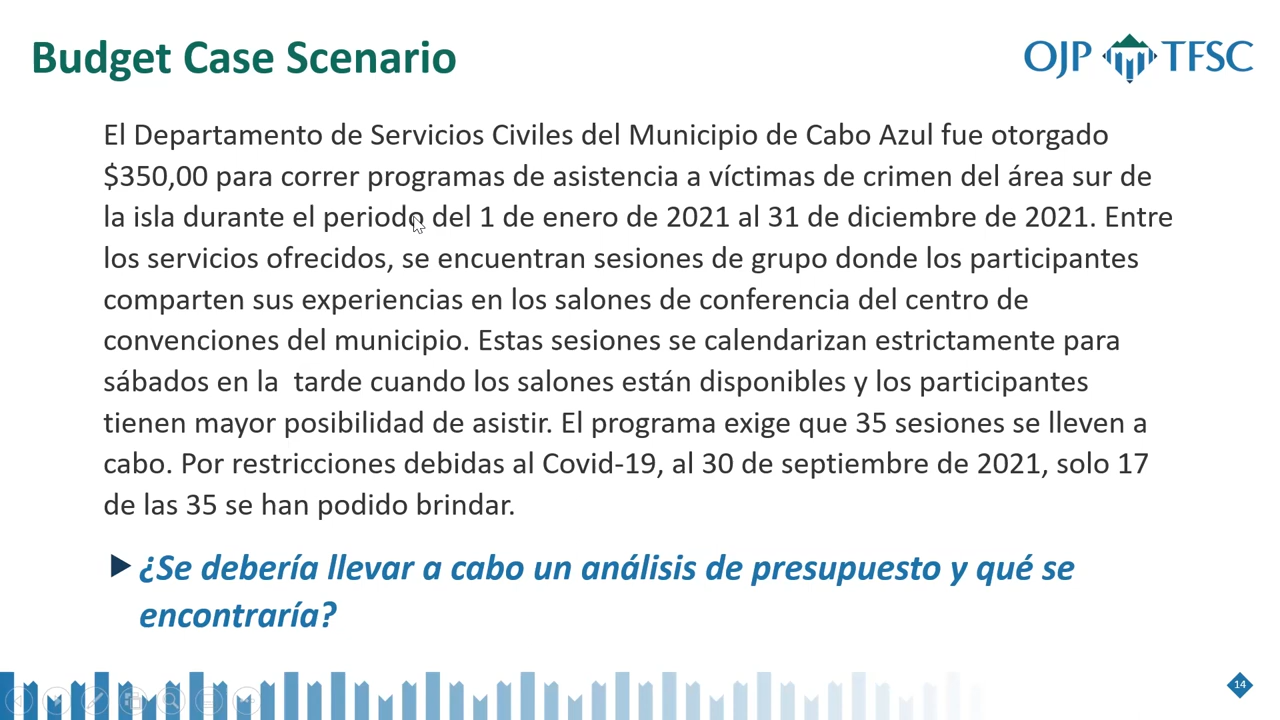 Budget Case Scenario
OJP TFSC
El Departamento de Servicios Civiles del Municipio de Cabo Azul fue otorgado
$350,00 para correr programas de asistencia a víctimas de crimen del área sur de
la isla durante el periodo del 1 de enero de 2021 al 31 de diciembre de 2021. Entre
los servicios ofrecidos, se encuentran sesiones de grupo donde los participantes
comparten sus experiencias en los salones de conferencia del centro de
convenciones del municipio. Estas sesiones se calendarizan estrictamente para
sábados en la tarde cuando los salones están disponibles y los participantes
tienen mayor posibilidad de asistir. El programa exige que 35 sesiones se lleven a
cabo. Por restricciones debidas al Covid-19, al 30 de septiembre de 2021, solo 17
de las 35 se han podido brindar.
¿Se debería llevar a cabo un análisis de presupuesto y qué se
encontraría?
14